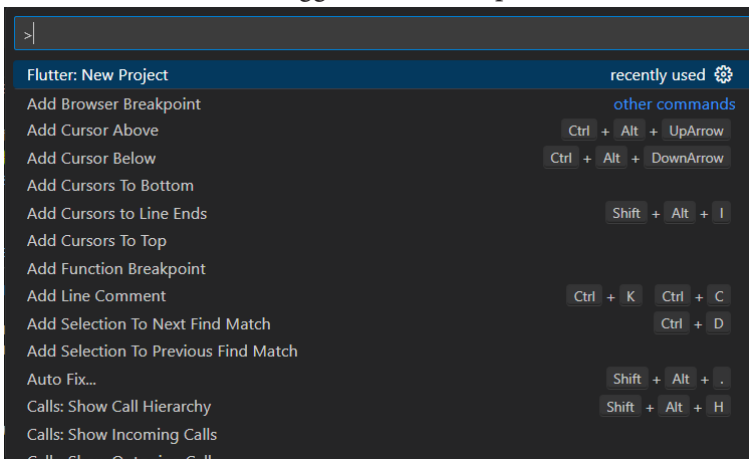 >
Flutter: New Project recently used
Add Browser Breakpoint other commands
Add Cursor Above Ctrl + Alt + UpArrow
Add Cursor Below Ctrl + Alt + DownArrow
Add Cursors To Bottom
Add Cursors to Line Ends Shift + Alt + I
Add Cursors To Top
Add Function Breakpoint
Add Line Comment Ctrl + K Ctrl + C
Add Selection To Next Find Match Ctrl + D
Add Selection To Previous Find Match
Auto Fix... Shift + Alt + .
Calls: Show Call Hierarchy Shift + Alt + H
Calls: Show Incoming Calls